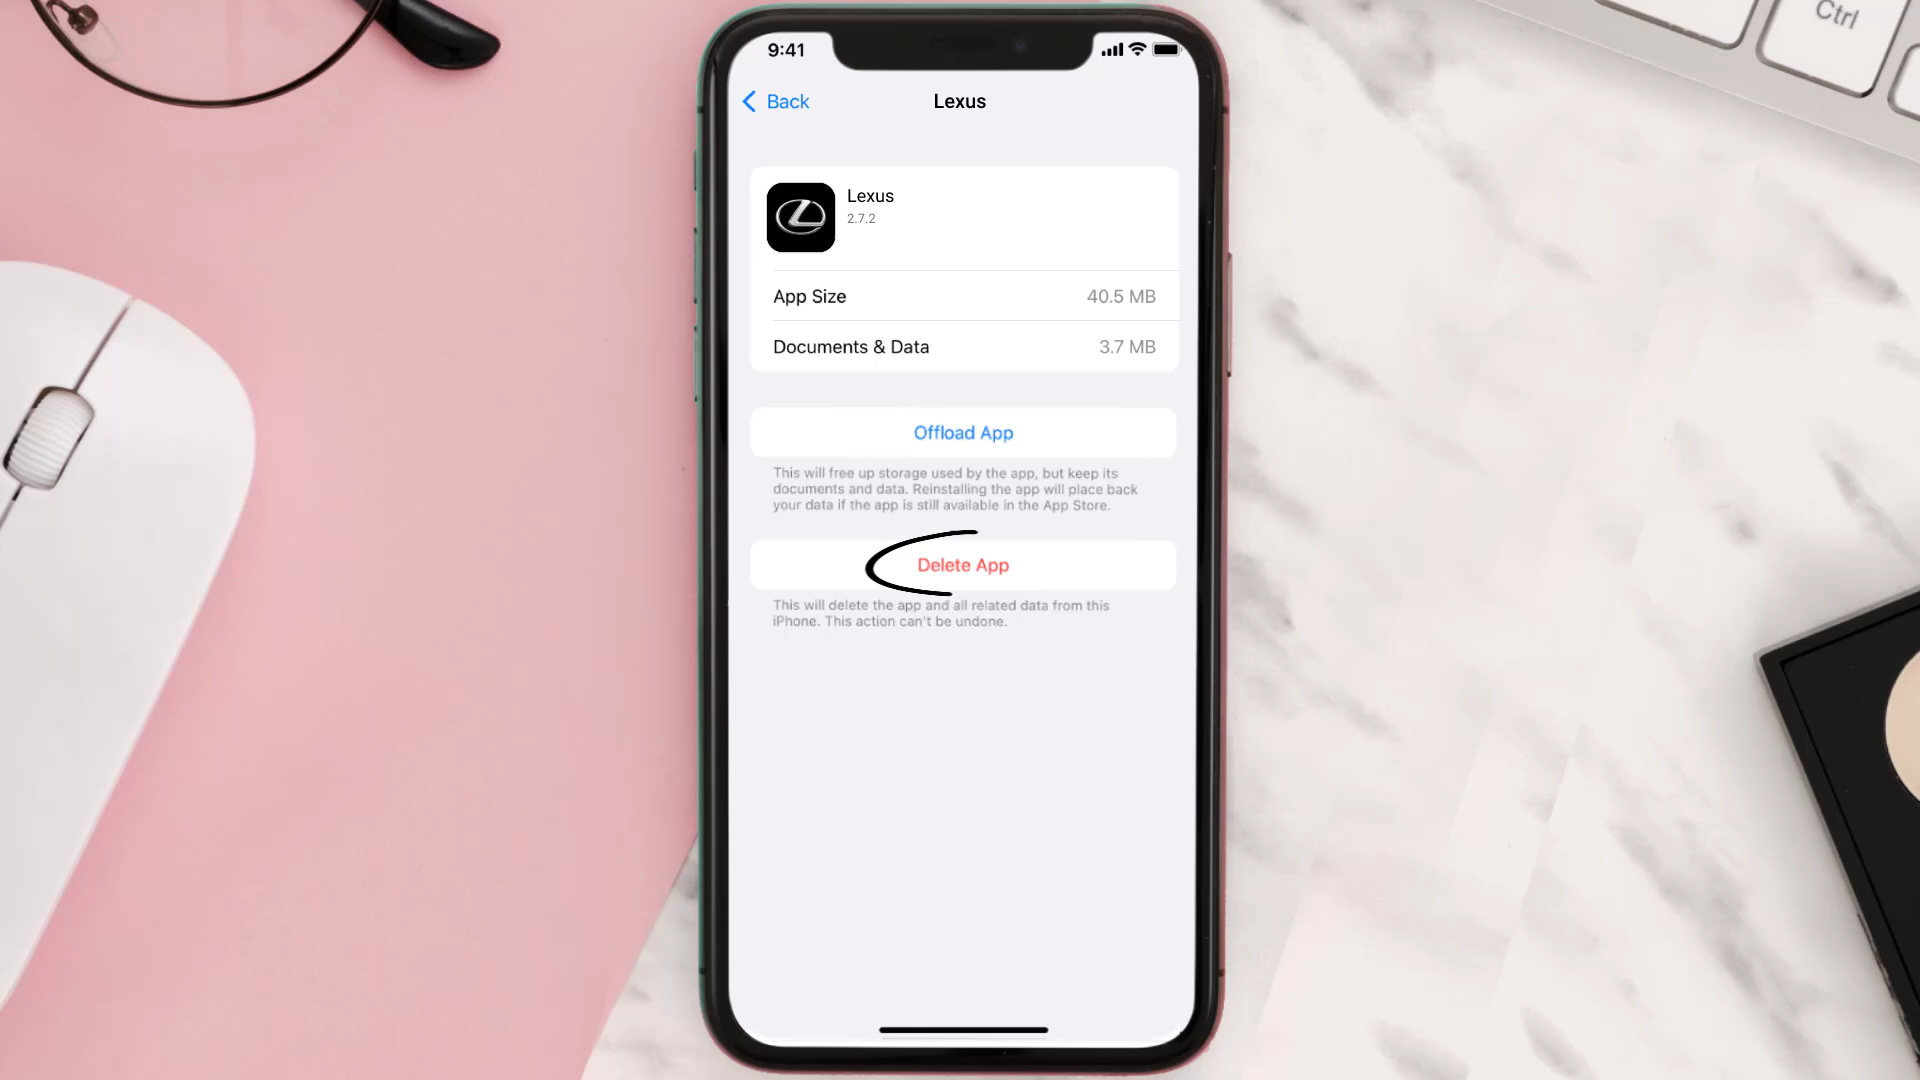 Ctrl
9:41
Back
Lexus
Lexus
2.7.2
App Size
40.5 MB
Documents & Data
3.7 MB
Offload App
This will free up storage used by the app, but keep its
documents and data. Reinstalling the app will place back
your data if the app is still available in the App Store.
Delete App
This will delete the app and all related data from this
iPhone. This action can't be undone.